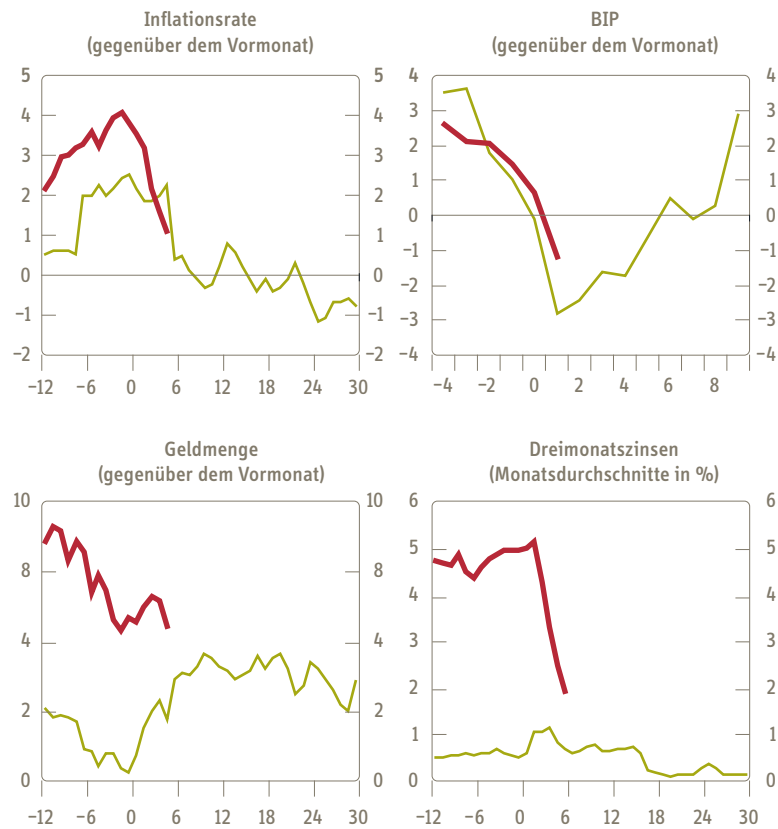 Inflationsrate
(gegenüber dem Vormonat)
5 5
4 4
3 3
2 2
1 1
0 0
−1 −1
−2 −2
−12 −6 0 6 12 18 24 30
BIP
(gegenüber dem Vormonat)
4 4
3 3
2 2
1 1
0 0
−1 −1
−2 −2
−3 −3
−4 −4
−4 −2 0 2 4 6 8
Geldmenge
(gegenüber dem Vormonat)
10 10
8 8
4 4
2 2
0 0
−12 −6 0 6 12 18 24 30
Dreimonatszinsen
(Monatsdurchschnitte in %)
6 6
5 5
4 4
3 3
2 2
1 1
0 0
−12 −6 0 6 12 18 24 30